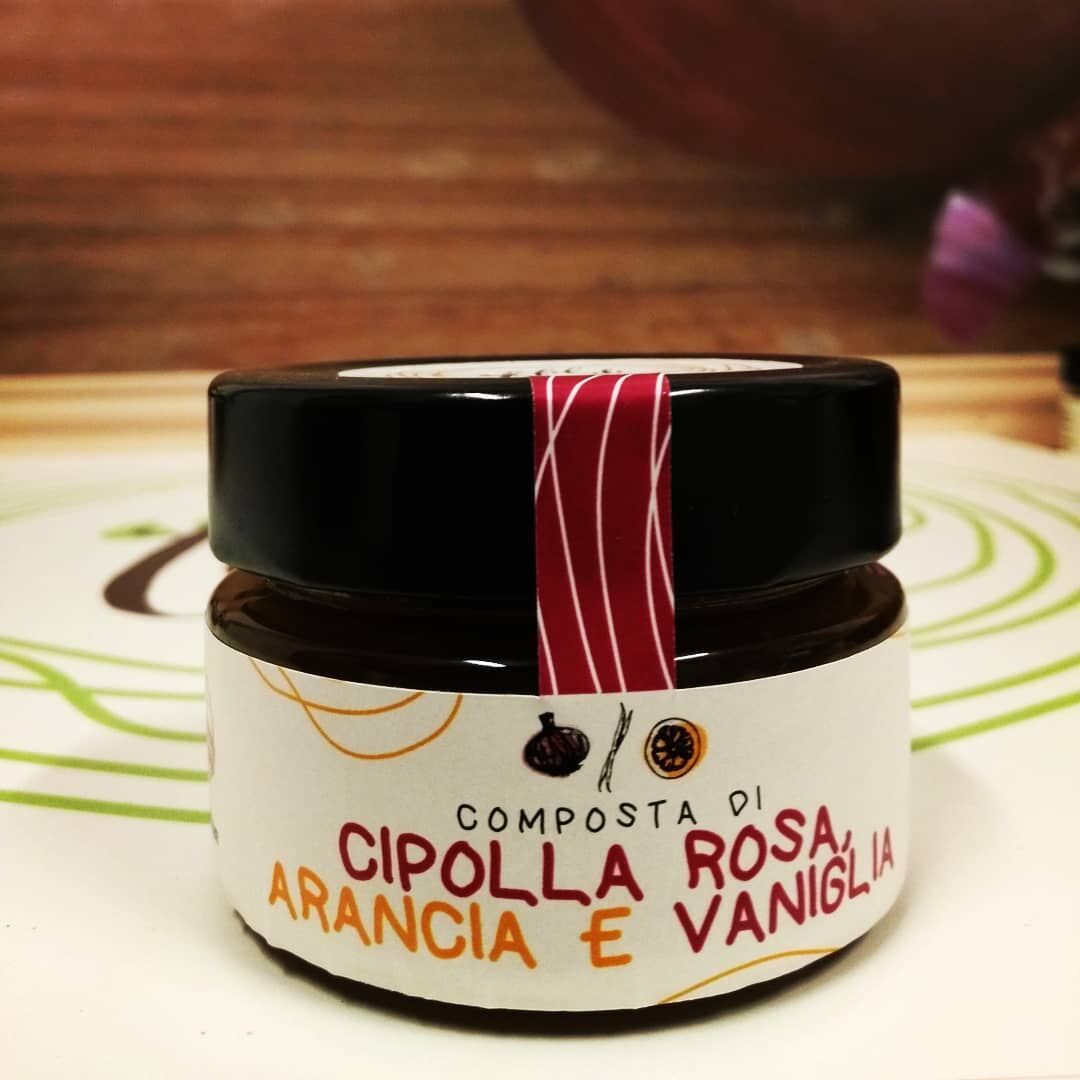 COMPOSTA DI
CIPOLLA ROSA,
ARANCIA E VANIGLIA